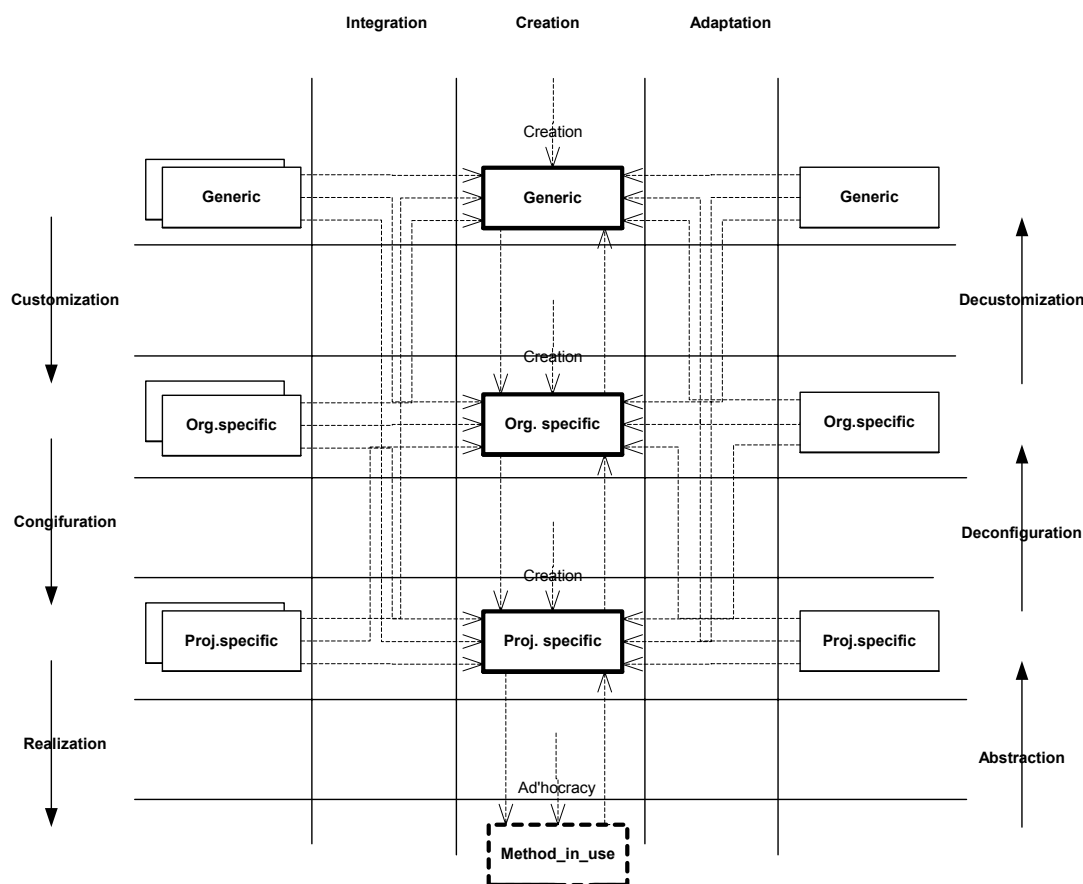 Integration
Creation
Adaptation
Creation
Generic
Generic
Generic
Customization
Decustomization
Creation
Org.specific
Org. specific
Org.specific
Congifuration
Deconfiguration
Creation
Proj.specific
Proj. specific
Proj.specific
Realization
Abstraction
Ad'hocracy
Method_in_use